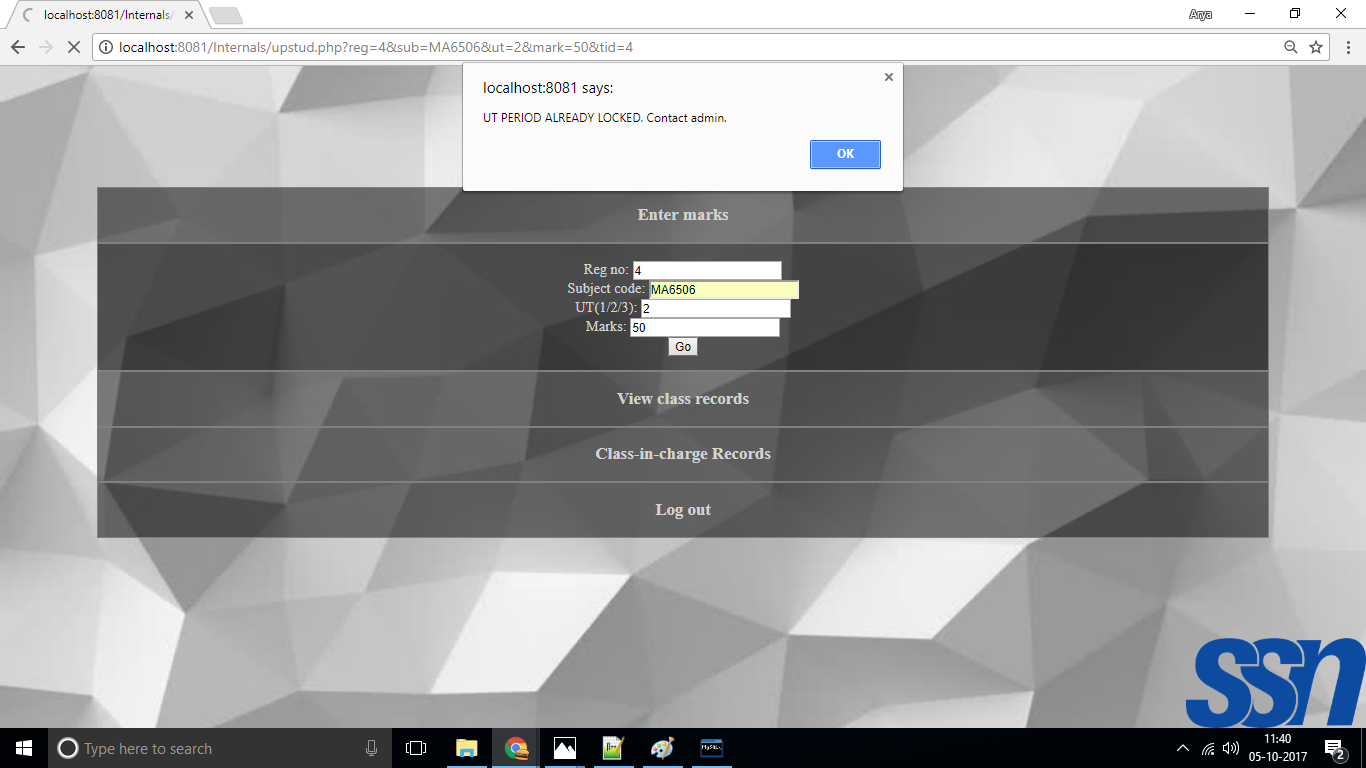 localhost:8081/Internals/
Arya
localhost:8081/Internals/upstud.php?reg=4&sub=MA6506&ut=2&mark=50&tid=4
localhost:8081 says:
UT PERIOD ALREADY LOCKED. Contact admin.
OK
Enter marks
Reg no: 4
Subject code: MA6506
UT(1/2/3): 2
Marks: 50
Go
View class records
Class-in-charge Records
Log out
ssn
Type here to search
11:40
05-10-2017
2